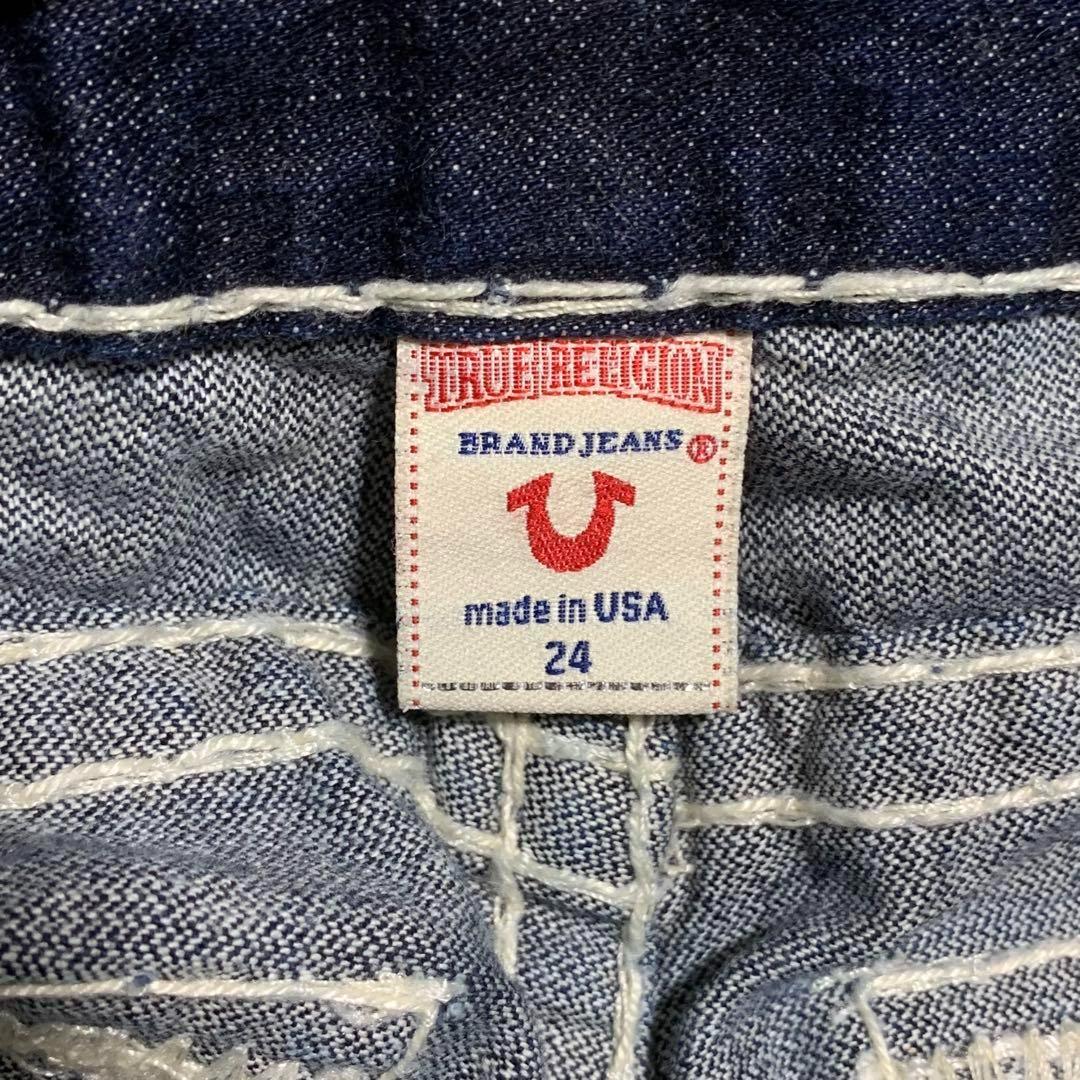 TRUE RELIGION
BRAND JEANS ®
made in USA
24